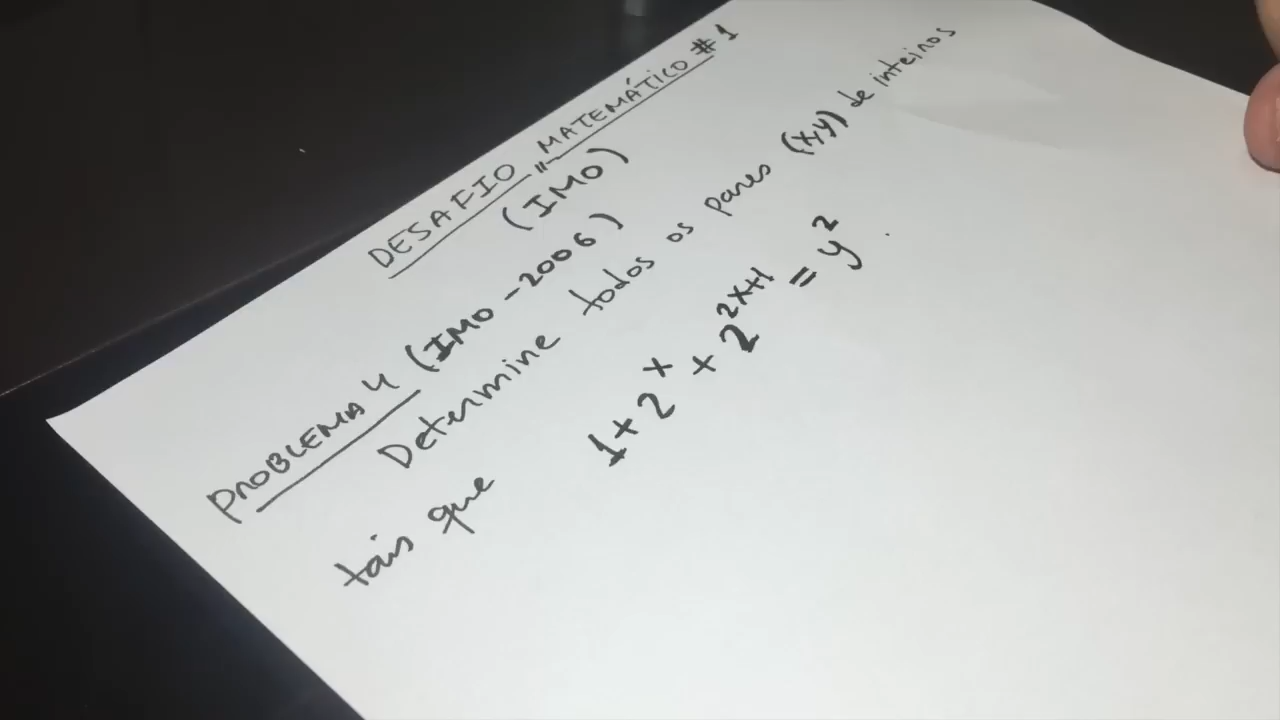 DESAFIO MATEMÁTICO #1
(IMO)
PROBLEMA 4 (IMO-2006)
Determine todos os pares (x,y) de inteiros
tais que 1+2^x+2^{2x+1}=y^2